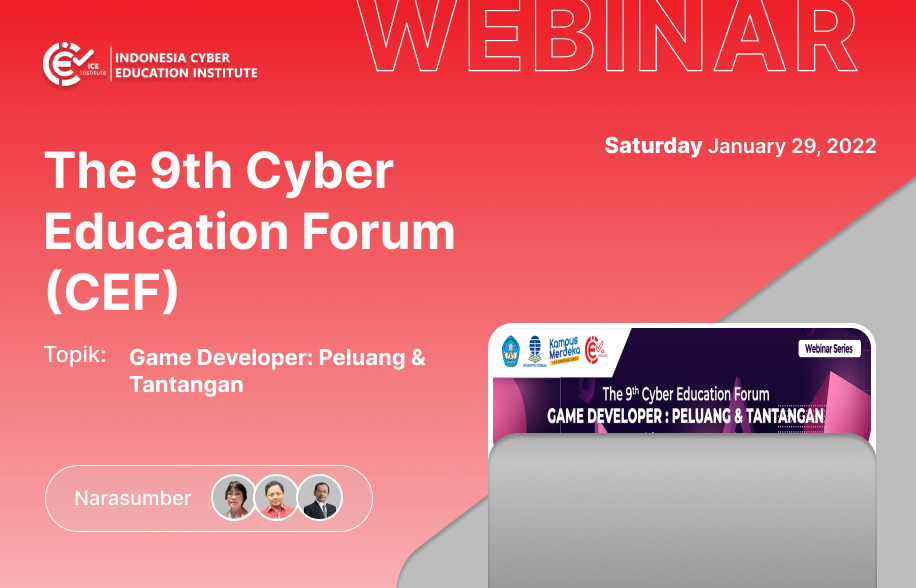 WEBINAR
ICE
Institute
INDONESIA CYBER
EDUCATION INSTITUTE
Saturday January 29, 2022
The 9th Cyber
Education Forum
(CEF)
Topik: Game Developer: Peluang &
Tantangan
Kampus
Merdeka
Webinar Series
The 9th Cyber Education Forum
GAME DEVELOPER : PELUANG & TANTANGAN
Narasumber